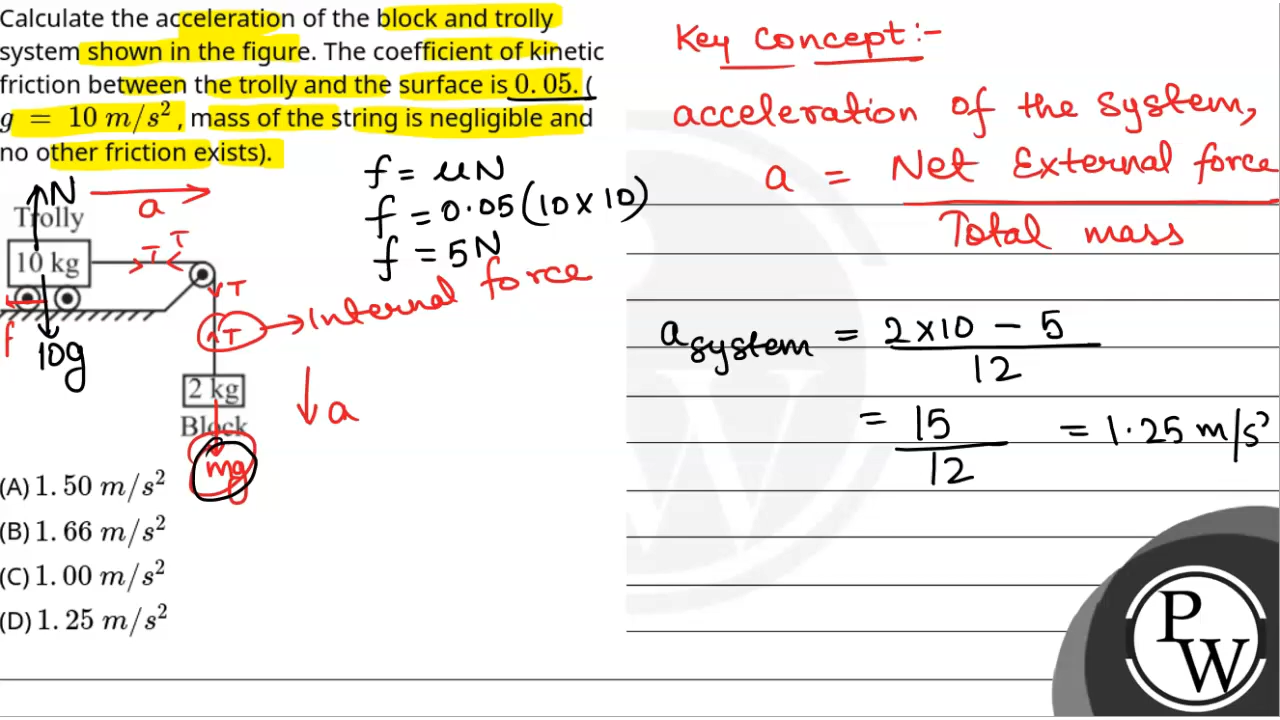 Calculate the acceleration of the block and trolly
system shown in the figure. The coefficient of kinetic
friction between the trolly and the surface is 0.05. (
g = 10 m/s², mass of the string is negligible and
no other friction exists).
N
a
Trolly
10 kg
T T
T
T
f
10g
2 kg
Block
mg
a
f = μN
f = 0.05(10×10)
f = 5N
Internal force
(A) 1.50 m/s²
(B) 1.66 m/s²
(C) 1.00 m/s²
(D) 1.25 m/s²
Key Concept:-
acceleration of the system,
a = Net External force
Total mass
a system = 2×10 - 5
12
= 15 = 1.25 m/s²
12
P
W